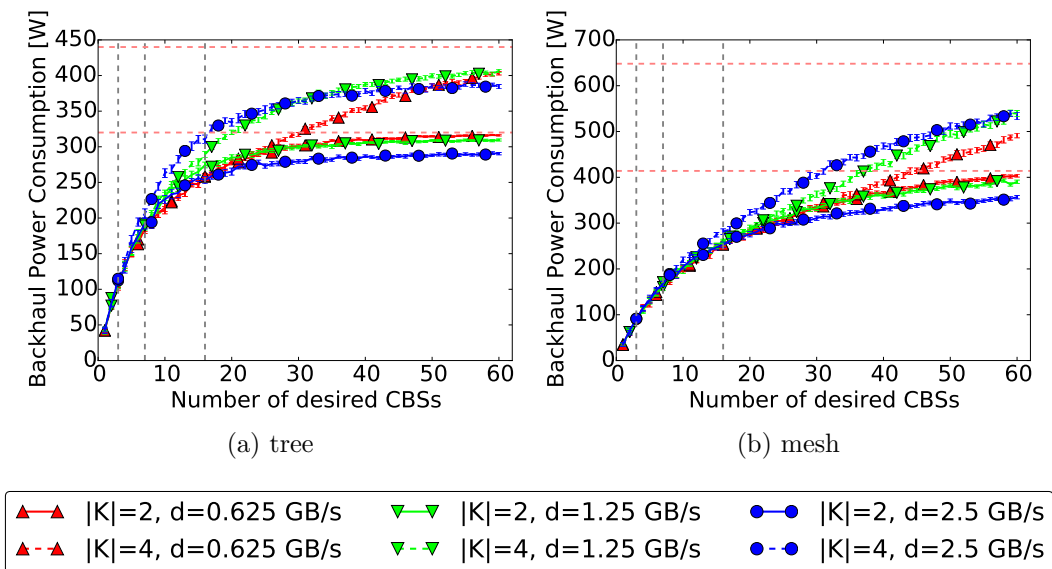 Backhaul Power Consumption [W]
450
400
350
300
250
200
150
100
50
0
0 10 20 30 40 50 60
Number of desired CBSs
(a) tree
Backhaul Power Consumption [W]
700
600
500
400
300
200
100
0
0 10 20 30 40 50 60
Number of desired CBSs
(b) mesh
|K|=2, d=0.625 GB/s |K|=2, d=1.25 GB/s |K|=2, d=2.5 GB/s
|K|=4, d=0.625 GB/s |K|=4, d=1.25 GB/s |K|=4, d=2.5 GB/s